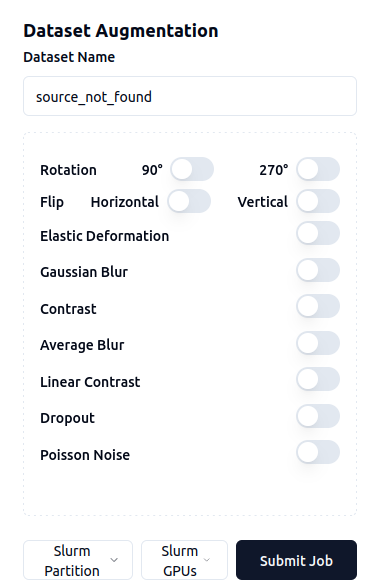 Dataset Augmentation
Dataset Name
source_not_found
Rotation 90° 270°
Flip Horizontal Vertical
Elastic Deformation
Gaussian Blur
Contrast
Average Blur
Linear Contrast
Dropout
Poisson Noise
Slurm Partition
Slurm GPUs
Submit Job